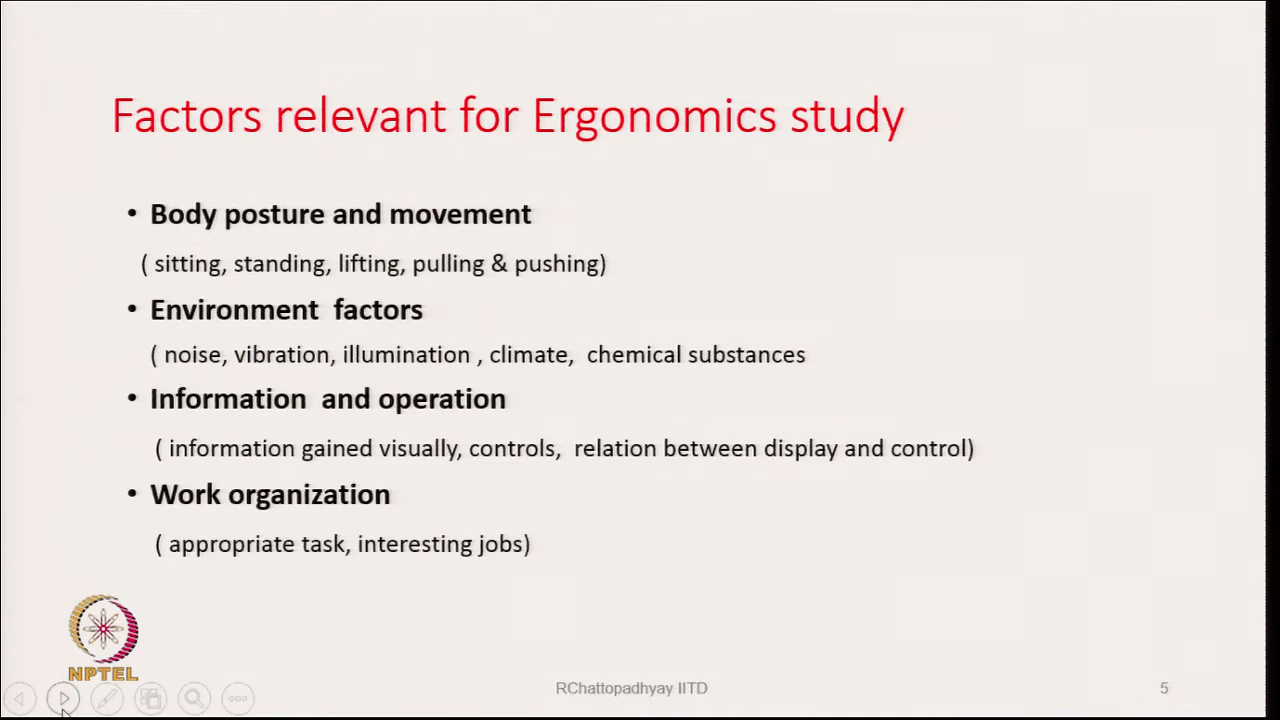 Factors relevant for Ergonomics study
• Body posture and movement
( sitting, standing, lifting, pulling & pushing)
• Environment factors
( noise, vibration, illumination , climate, chemical substances
• Information and operation
( information gained visually, controls, relation between display and control)
• Work organization
( appropriate task, interesting jobs)
NPTEL
RChattopadhyay IITD
5